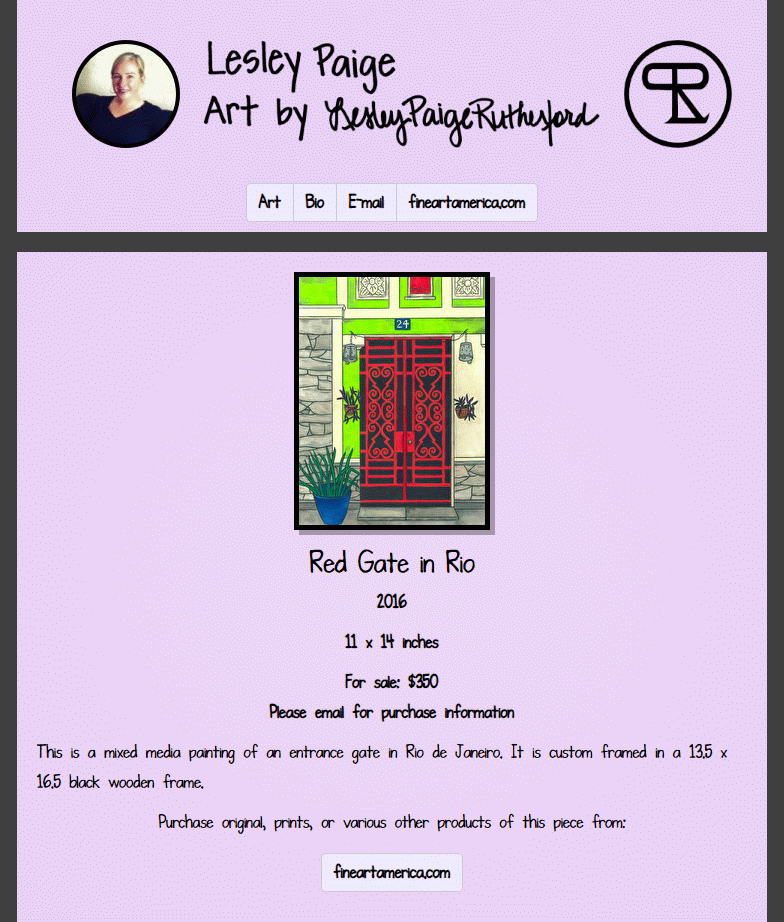 Lesley Paige
Art by LesleyPaigeRutherford
Art Bio E-mail fineartamerica.com
24
Red Gate in Rio
2016
11 x 14 inches
For sale: $350
Please email for purchase information
This is a mixed media painting of an entrance gate in Rio de Janeiro. It is custom framed in a 13.5 x
16.5 black wooden frame.
Purchase original, prints, or various other products of this piece from:
fineartamerica.com